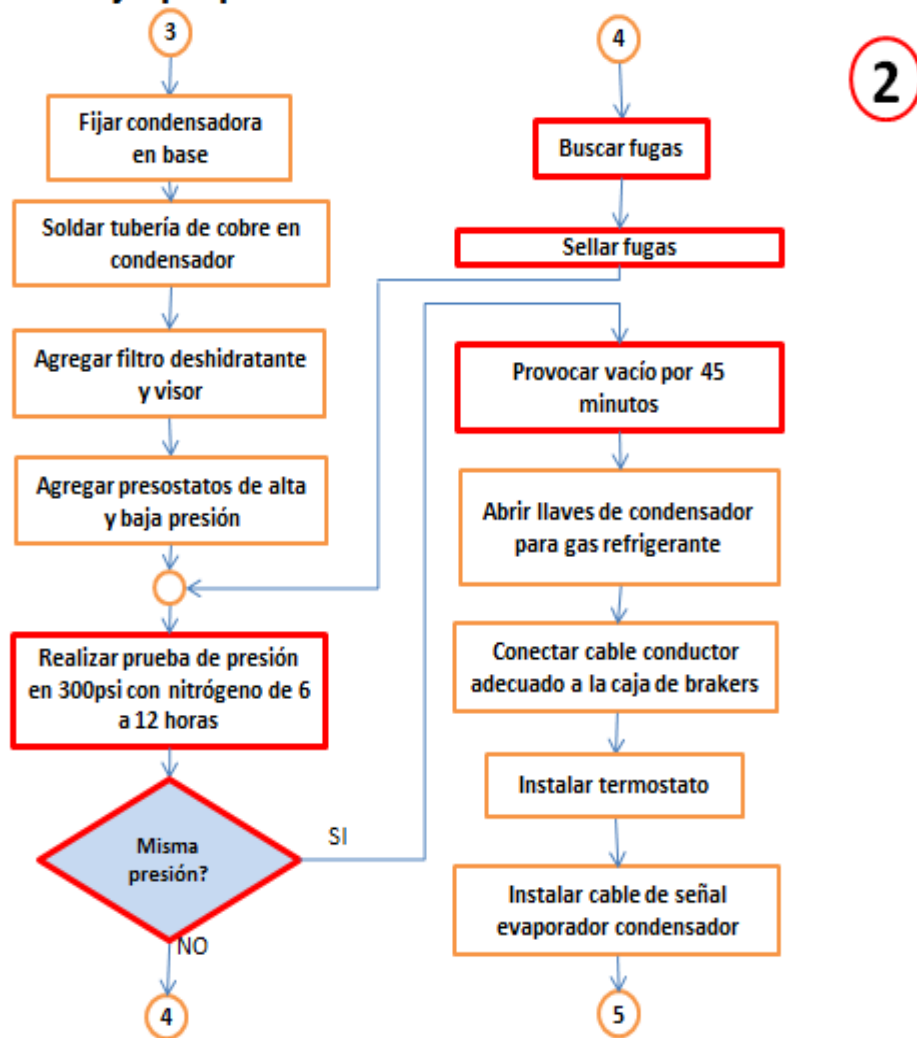 3
Fijar condensadora
en base
Soldar tubería de cobre en
condensador
Agregar filtro deshidratante
y visor
Agregar presostatos de alta
y baja presión
Realizar prueba de presión
en 300psi con nitrógeno de 6
a 12 horas
Misma
presión?
SI
NO
4
4
Buscar fugas
Sellar fugas
Provocar vacío por 45
minutos
Abrir llaves de condensador
para gas refrigerante
Conectar cable conductor
adecuado a la caja de brakers
Instalar termostato
Instalar cable de señal
evaporador condensador
5
2